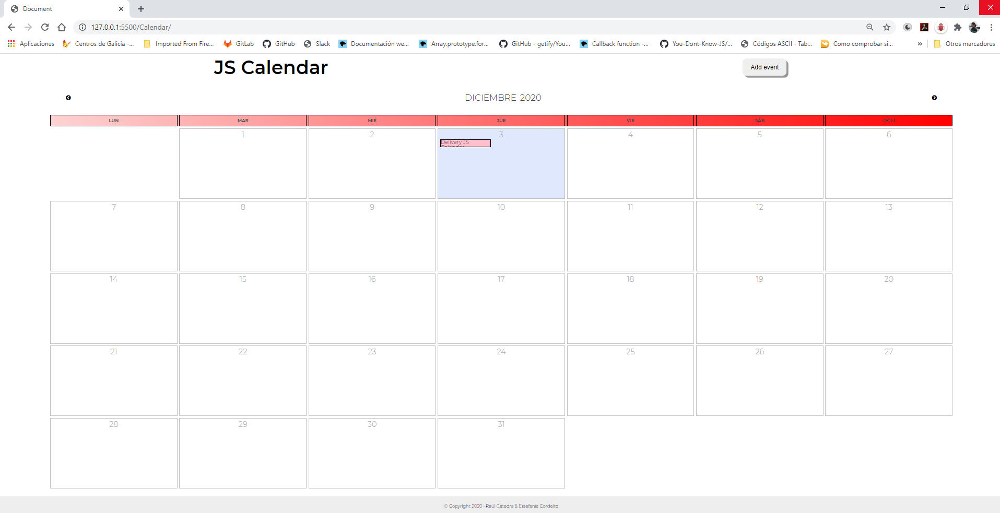 Document
127.0.0.1:5500/Calendar/
Aplicaciones Centros de Galicia -... Imported From Fire... GitLab GitHub Slack Documentación we... Array.prototype.for... GitHub - getify/You... Callback function -... You-Dont-Know-JS/... Códigos ASCII - Tab... Como comprobar si... » Otros marcadores
JS Calendar Add event
DICIEMBRE 2020
LUN MAR MIÉ JUE VIE SÁB DOM
1 2 3 4 5 6
Delivery JS
7 8 9 10 11 12 13
14 15 16 17 18 19 20
21 22 23 24 25 26 27
28 29 30 31
© Copyright 2020 - Raúl Cátedra & Estefanía Cordeiro